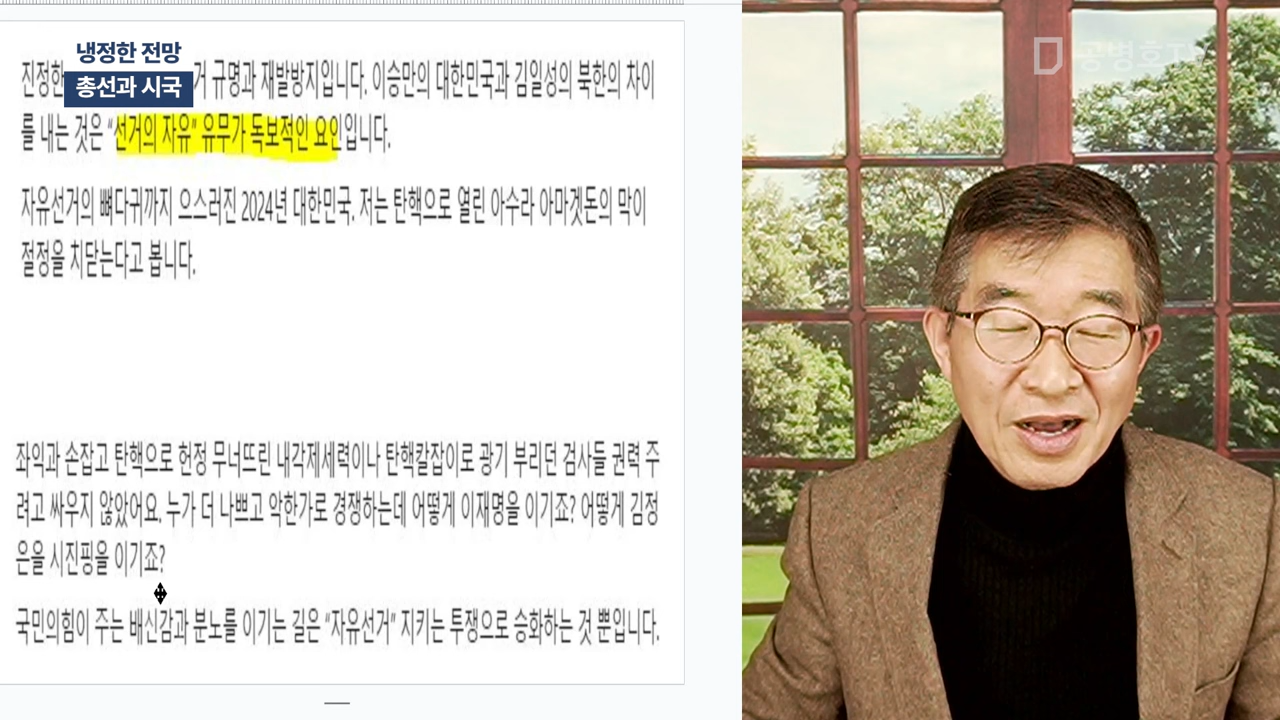 냉정한 전망
총선과 시국
공병호TV
진정한 거 규명과 재발방지입니다. 이승만의 대한민국과 김일성의 북한의 차이
를 내는 것은 “선거의 자유” 유무가 독보적인 요인입니다.
자유선거의 뼈다귀까지 오스러진 2024년 대한민국. 저는 탄핵으로 열린 아수라 아마겟돈의 막이
절정을 치닫는다고 봅니다.
좌익과 손잡고 탄핵으로 헌정 무너뜨린 내각제세력이나 탄핵칼잡이로 광기 부리던 검사들 권력 주
려고 싸우지 않았어요. 누가 더 나쁘고 악한가로 경쟁하는데 어떻게 이재명을 이기죠? 어떻게 김정
은을 시진핑을 이기죠?
국민의힘이 주는 배신감과 분노를 이기는 길은 “자유선거” 지키는 투쟁으로 승화하는 것 뿐입니다.